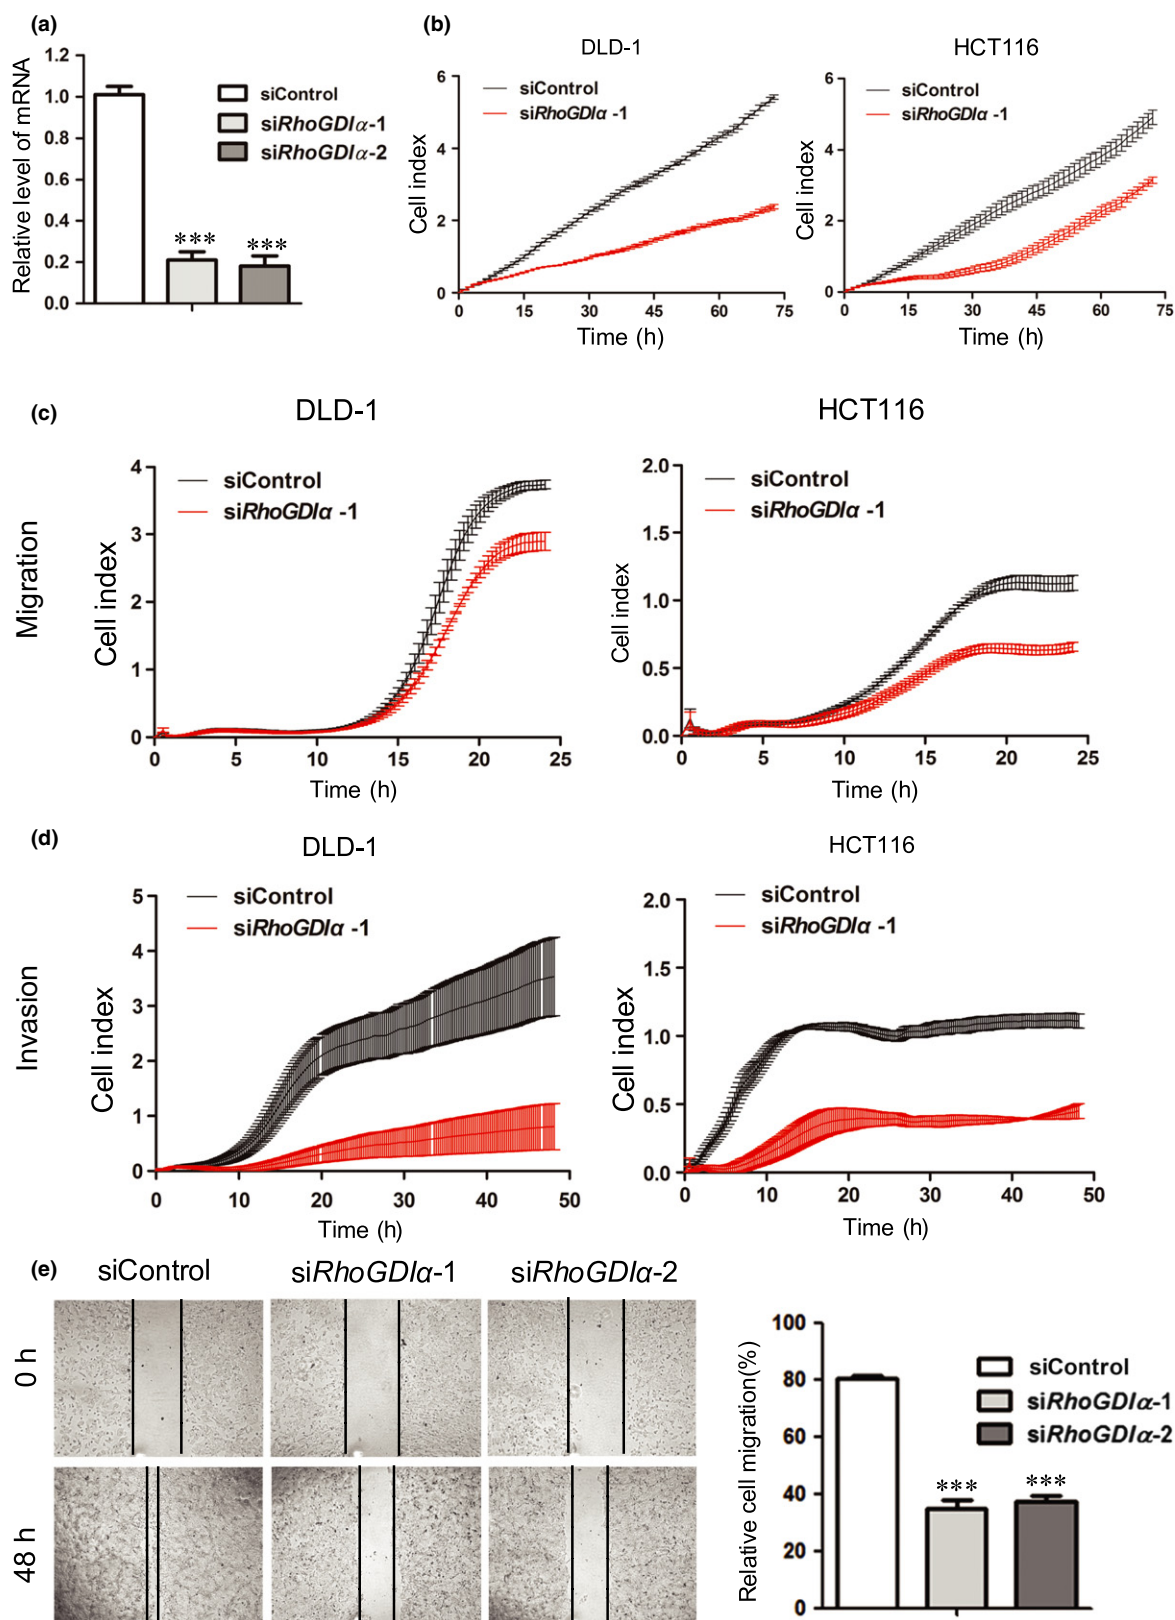 (a)
Relative level of mRNA
1.2
1.0
0.8
0.6
0.4
0.2
0.0
*** ***
siControl
siRhoGDIα-1
siRhoGDIα-2
(b)
DLD-1
siControl
siRhoGDIα -1
Cell index
6
4
2
0
0 15 30 45 60 75
Time (h)
HCT116
siControl
siRhoGDIα -1
Cell index
6
4
2
0
0 15 30 45 60 75
Time (h)
(c)
Migration
DLD-1
siControl
siRhoGDIα -1
Cell index
4
3
2
1
0
0 5 10 15 20 25
Time (h)
HCT116
siControl
siRhoGDIα -1
Cell index
2.0
1.5
1.0
0.5
0.0
0 5 10 15 20 25
Time (h)
(d)
Invasion
DLD-1
siControl
siRhoGDIα -1
Cell index
5
4
3
2
1
0
0 10 20 30 40 50
Time (h)
HCT116
siControl
siRhoGDIα -1
Cell index
2.0
1.5
1.0
0.5
0.0
0 10 20 30 40 50
Time (h)
(e)
siControl siRhoGDIα-1 siRhoGDIα-2
0 h
48 h
Relative cell migration(%)
100
80
60
40
20
0
*** ***
siControl
siRhoGDIα-1
siRhoGDIα-2